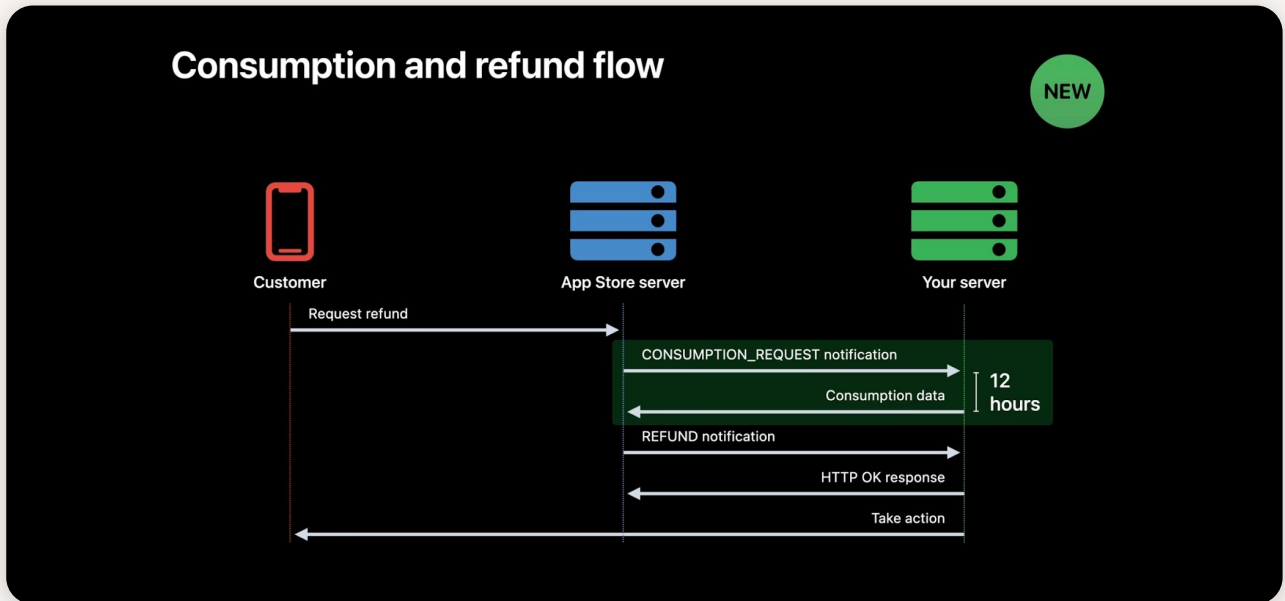 Consumption and refund flow
NEW
Customer
App Store server
Your server
Request refund
CONSUMPTION_REQUEST notification
Consumption data
12
hours
REFUND notification
HTTP OK response
Take action